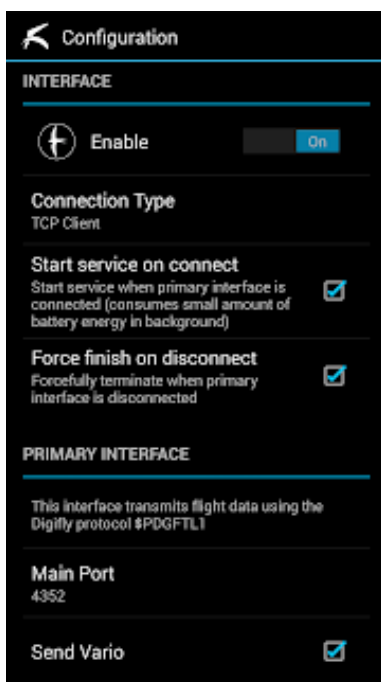 Configuration
INTERFACE
Enable
On
Connection Type
TCP Client
Start service on connect
Start service when primary interface is
connected (consumes small amount of
battery energy in background)
Force finish on disconnect
Forcefully terminate when primary
interface is disconnected
PRIMARY INTERFACE
This interface transmits flight data using the
Digifly protocol $PDGFTL1
Main Port
4352
Send Vario